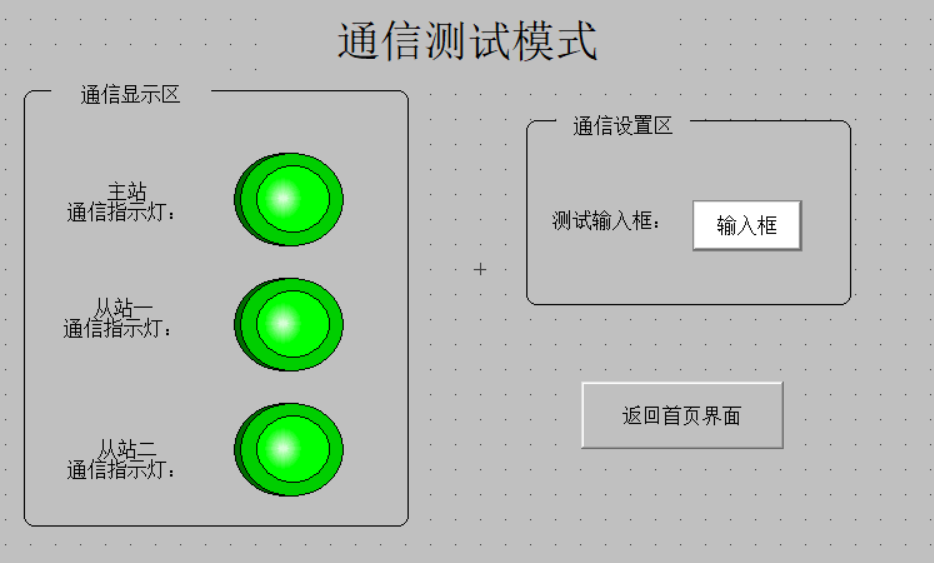 通信测试模式
通信显示区
主站
通信指示灯：
从站一
通信指示灯：
从站二
通信指示灯：
通信设置区
测试输入框：
输入框
返回首页界面